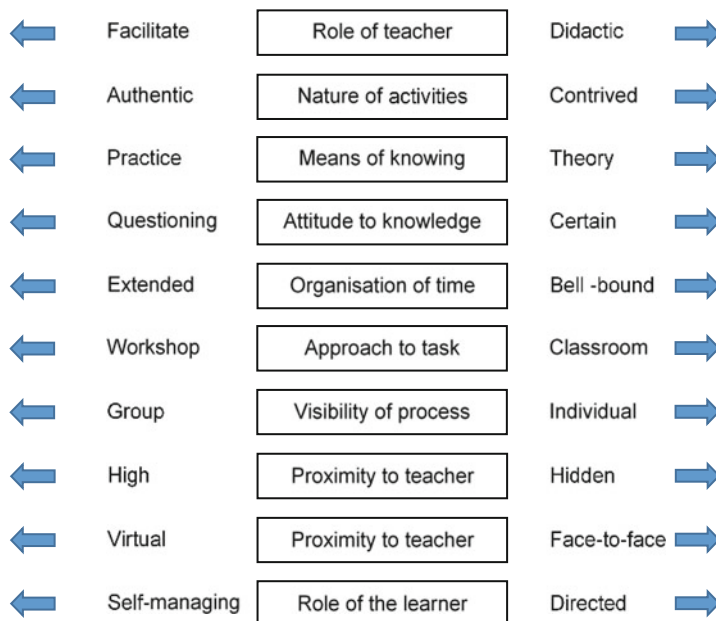 Facilitate Role of teacher Didactic
Authentic Nature of activities Contrived
Practice Means of knowing Theory
Questioning Attitude to knowledge Certain
Extended Organisation of time Bell -bound
Workshop Approach to task Classroom
Group Visibility of process Individual
High Proximity to teacher Hidden
Virtual Proximity to teacher Face-to-face
Self-managing Role of the learner Directed